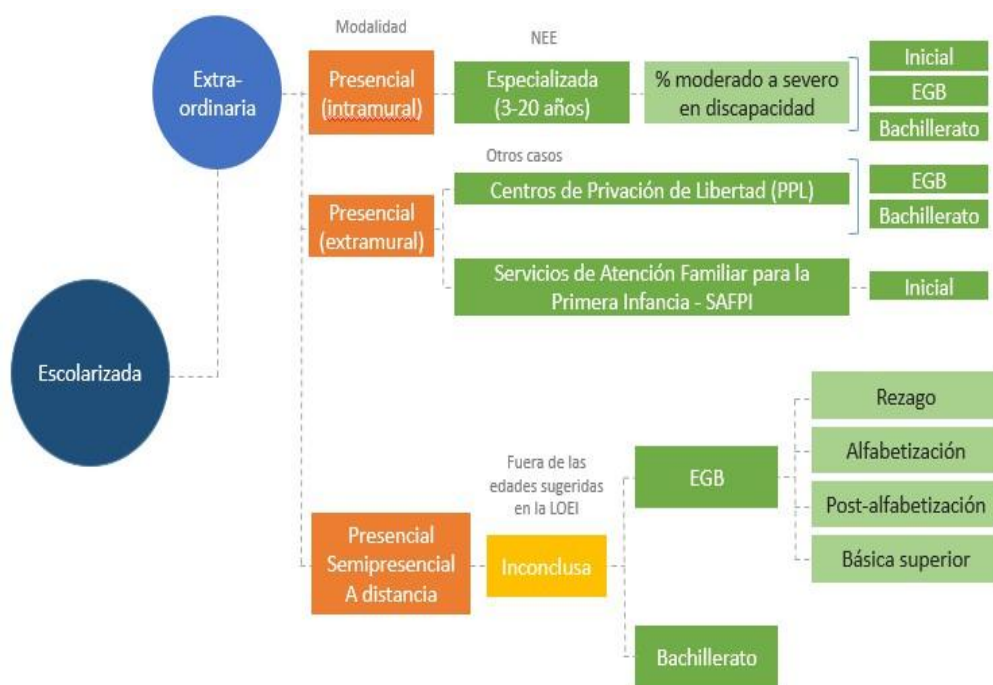 Modalidad
NEE
Extra-
ordinaria
Presencial
(intramural)
Especializada
(3-20 años)
% moderado a severo
en discapacidad
Inicial
EGB
Bachillerato
Otros casos
Presencial
(extramural)
Centros de Privación de Libertad (PPL)
EGB
Bachillerato
Servicios de Atención Familiar para la
Primera Infancia - SAFPI
Inicial
Escolarizada
Presencial
Semipresencial
A distancia
Fuera de las
edades sugeridas
en la LOEI
Inconclusa
EGB
Rezago
Alfabetización
Post-alfabetización
Básica superior
Bachillerato